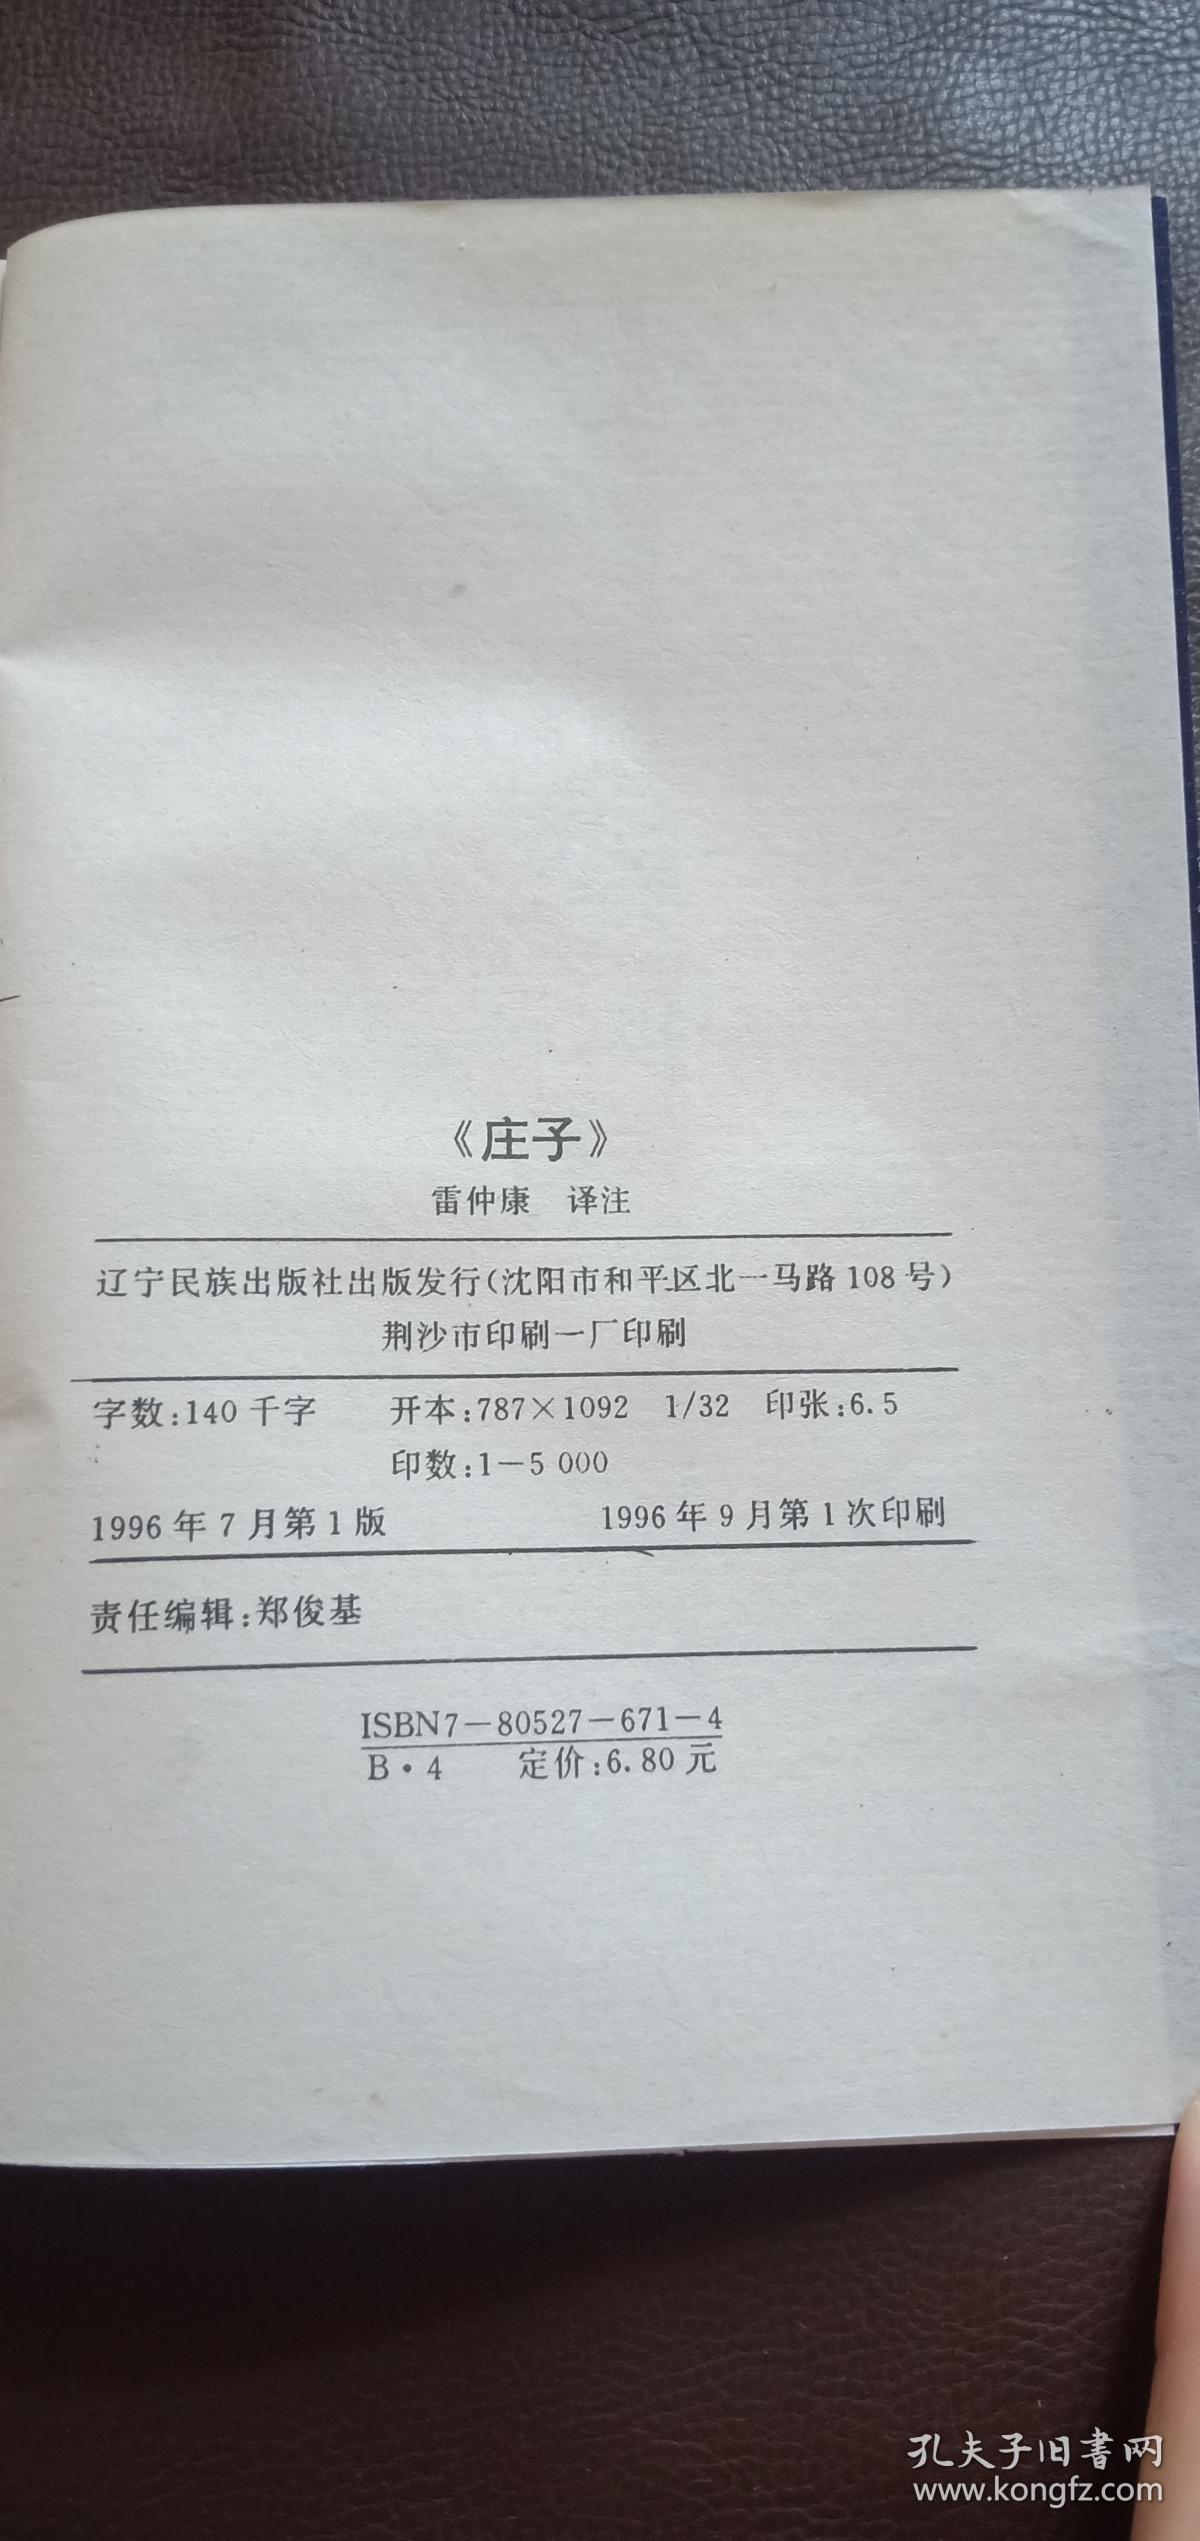 《庄子》
雷仲康 译注
辽宁民族出版社出版发行(沈阳市和平区北一马路108号)
荆沙市印刷一厂印刷
字数:140千字 开本:787×1092 1/32 印张:6.5
印数:1-5 000
1996年7月第1版 1996年9月第1次印刷
责任编辑:郑俊基
ISBN7-80527-671-4
B·4 定价:6.80元
孔夫子旧书网
www.kongfz.com